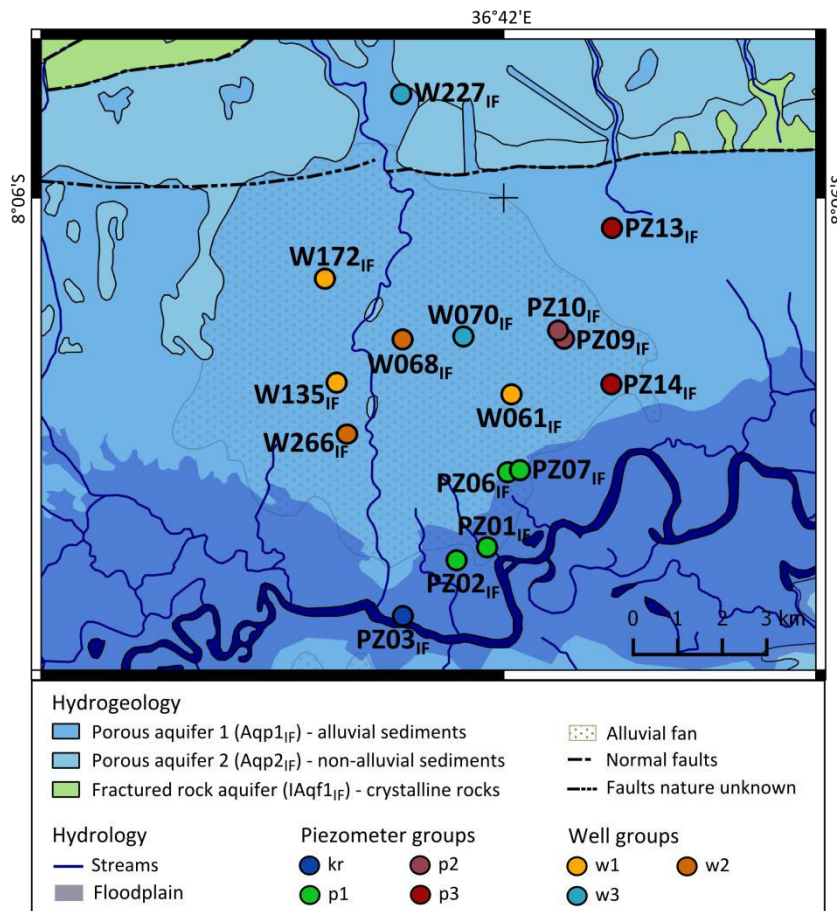 36°42'E
W227IF
8°06'S
8°06'S
PZ13IF
W172IF
PZ10IF
W070IF
PZ09IF
W068IF
W135IF
PZ14IF
W061IF
W266IF
PZ07IF
PZ06IF
PZ01IF
PZ02IF
0 1 2 3 km
PZ03IF
Hydrogeology
Porous aquifer 1 (Aqp1IF) - alluvial sediments
Porous aquifer 2 (Aqp2IF) - non-alluvial sediments
Fractured rock aquifer (IAqf1IF) - crystalline rocks
Alluvial fan
Normal faults
Faults nature unknown
Hydrology
Streams
Floodplain
Piezometer groups
kr
p2
p1
p3
Well groups
w1
w2
w3